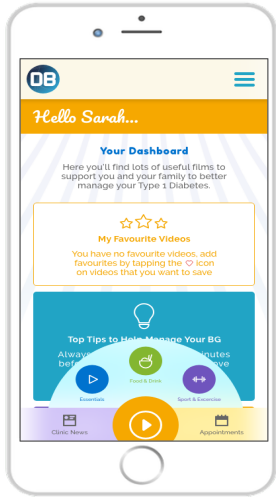 DB
Hello Sarah...
Your Dashboard
Here you'll find lots of useful films to
support you and your family to better
manage your Type 1 Diabetes.
My Favourite Videos
You have no favourite videos, add
favourites by tapping the ♡ icon
on videos that you want to save
Top Tips to Help Manage Your BG
Always
Food & Drink
Essentials
Sport & Excercise
Clinic News
Appointments